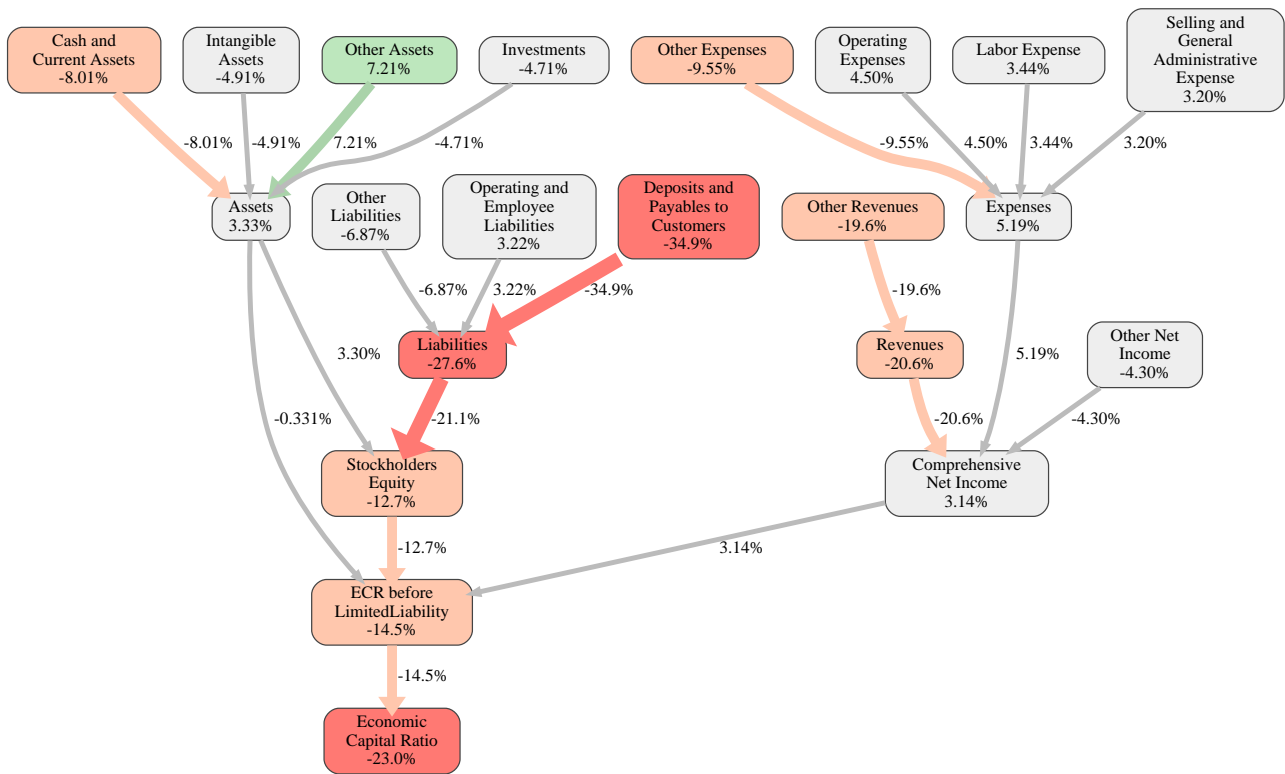 Cash and
Current Assets
-8.01%
Intangible
Assets
-4.91%
Other Assets
7.21%
Investments
-4.71%
Other Expenses
-9.55%
Operating
Expenses
4.50%
Labor Expense
3.44%
Selling and
General
Administrative
Expense
3.20%
-8.01%
-4.91%
7.21%
-4.71%
-9.55%
4.50%
3.44%
3.20%
Assets
3.33%
Other
Liabilities
-6.87%
Operating and
Employee
Liabilities
3.22%
Deposits and
Payables to
Customers
-34.9%
Other Revenues
-19.6%
Expenses
5.19%
-6.87%
3.22%
-34.9%
-19.6%
3.30%
Liabilities
-27.6%
Revenues
-20.6%
5.19%
Other Net
Income
-4.30%
-0.331%
-21.1%
-20.6%
-4.30%
Stockholders
Equity
-12.7%
Comprehensive
Net Income
3.14%
-12.7%
3.14%
ECR before
LimitedLiability
-14.5%
-14.5%
Economic
Capital Ratio
-23.0%